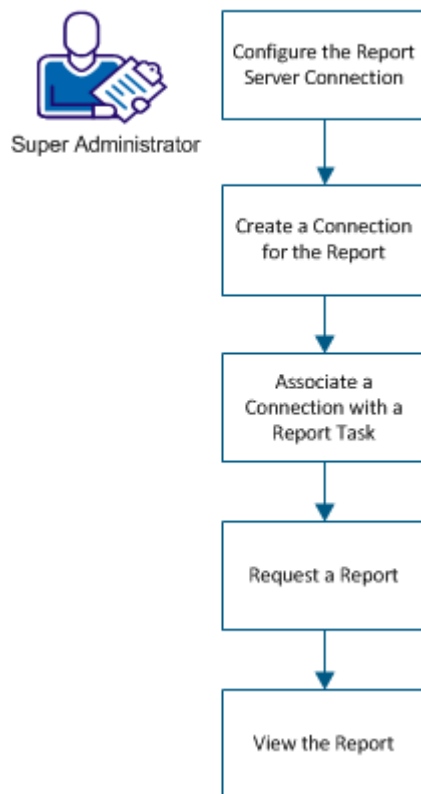 Super Administrator
Configure the Report
Server Connection
Create a Connection
for the Report
Associate a
Connection with a
Report Task
Request a Report
View the Report